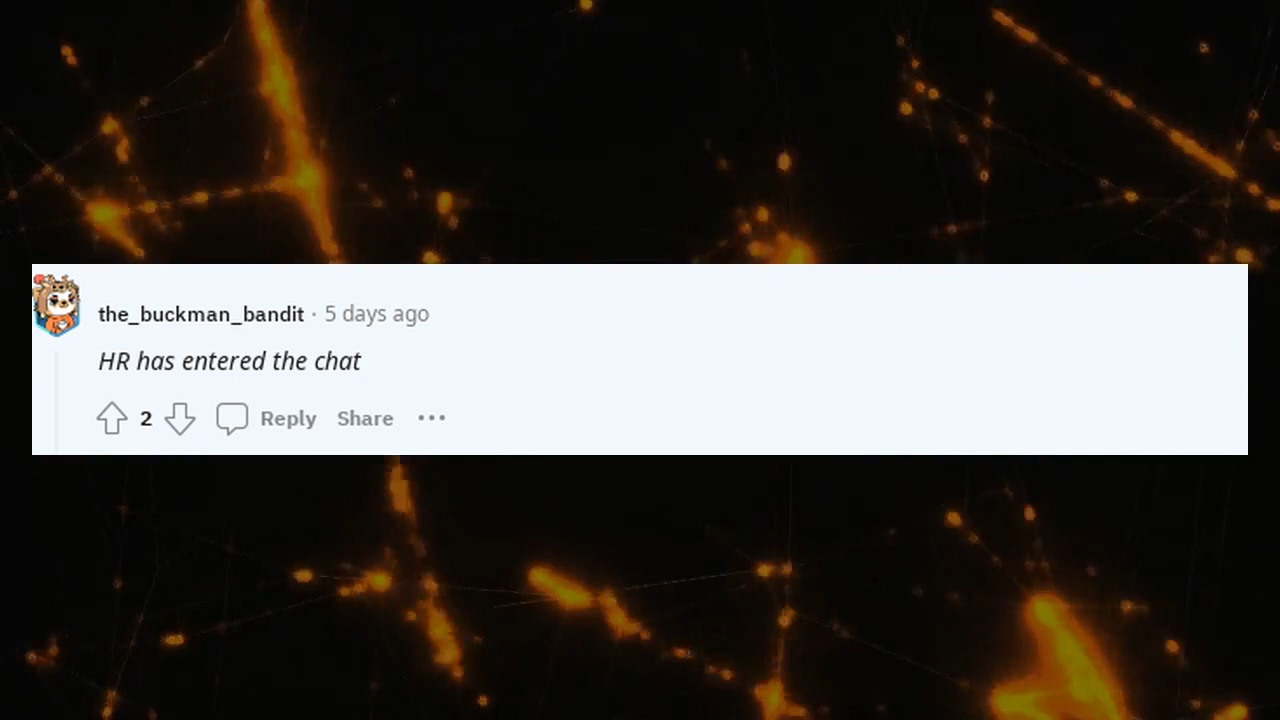 the_buckman_bandit · 5 days ago
HR has entered the chat
2 Reply Share ···